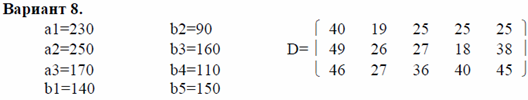 Вариант 8.
a1=230 b2=90 40 19 25 25 25
a2=250 b3=160 D= 49 26 27 18 38
a3=170 b4=110 46 27 36 40 45
b1=140 b5=150